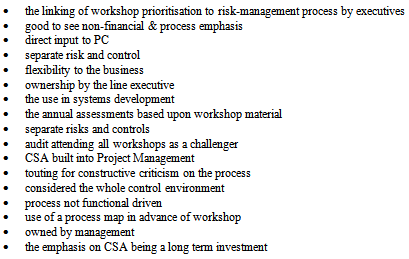 • the linking of workshop prioritisation to risk-management process by executives
• good to see non-financial & process emphasis
• direct input to PC
• separate risk and control
• flexibility to the business
• ownership by the line executive
• the use in systems development
• the annual assessments based upon workshop material
• separate risks and controls
• audit attending all workshops as a challenger
• CSA built into Project Management
• touting for constructive criticism on the process
• considered the whole control environment
• process not functional driven
• use of a process map in advance of workshop
• owned by management
• the emphasis on CSA being a long term investment